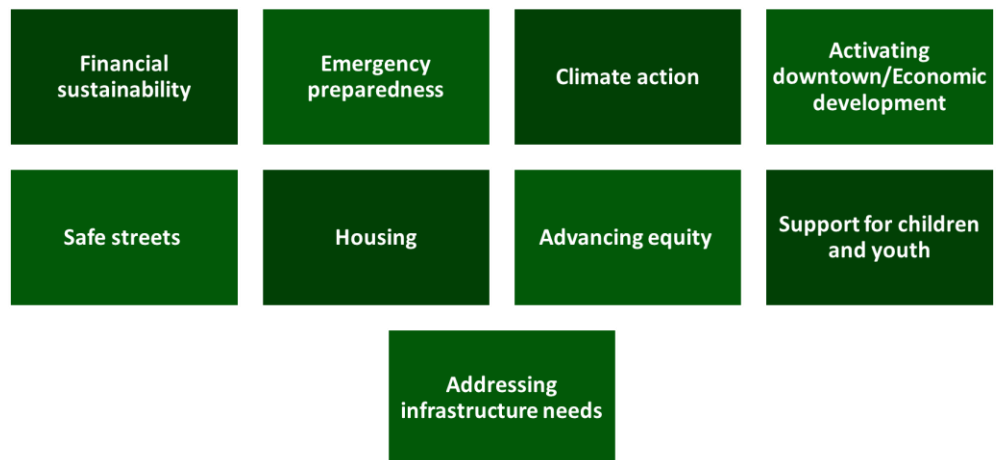 Financial
sustainability
Emergency
preparedness
Climate action
Activating
downtown/Economic
development
Safe streets
Housing
Advancing equity
Support for children
and youth
Addressing
infrastructure needs